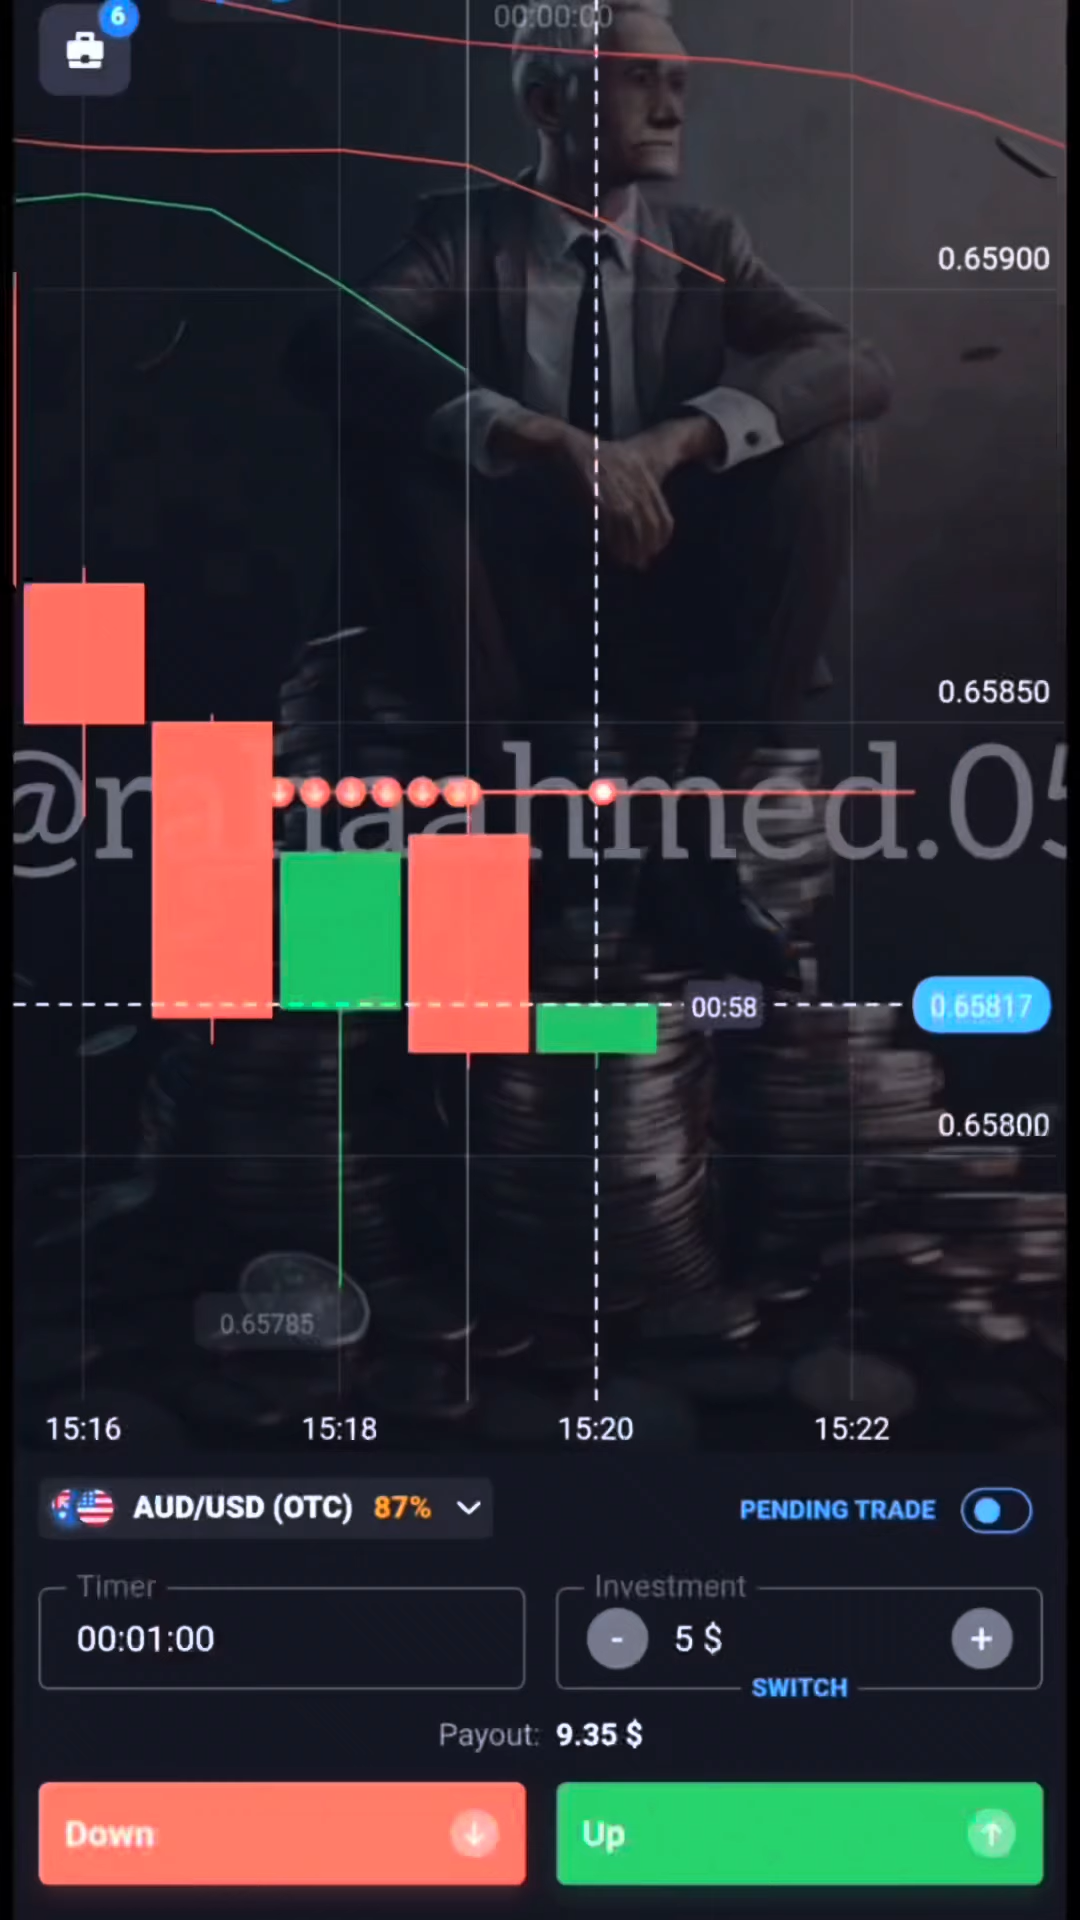 6
00:00:00
0.65900
0.65850
@ranaahmed.05
00:58
0.65817
0.65800
0.65785
15:16
15:18
15:20
15:22
AUD/USD (OTC) 87%
PENDING TRADE
Timer
Investment
00:01:00
- 5 $ +
SWITCH
Payout: 9.35 $
Down
Up